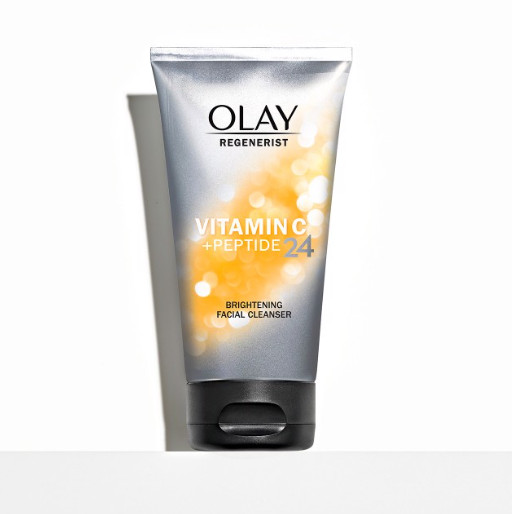 OLAY
REGENERIST
VITAMIN C
+PEPTIDE 24
BRIGHTENING
FACIAL CLEANSER